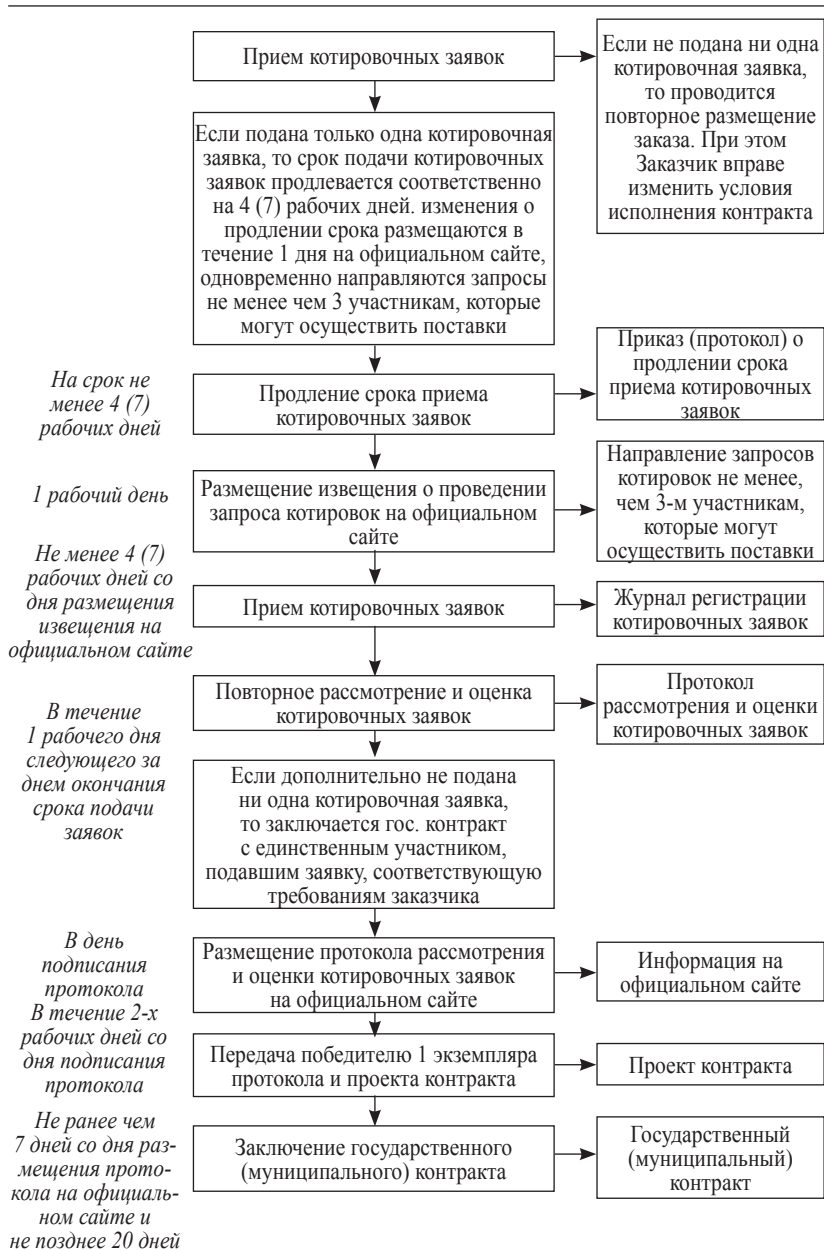 Прием котировочных заявок
Если не подана ни одна
котировочная заявка,
то проводится
повторное размещение
заказа. При этом
Заказчик вправе
изменить условия
исполнения контракта
Если подана только одна котировочная
заявка, то срок подачи котировочных
заявок продлевается соответственно
на 4 (7) рабочих дней. изменения о
продлении срока размещаются в
течение 1 дня на официальном сайте,
одновременно направляются запросы
не менее чем 3 участникам, которые
могут осуществить поставки
На срок не
менее 4 (7)
рабочих дней
Продление срока приема
котировочных заявок
Приказ (протокол) о
продлении срока
приема котировочных
заявок
1 рабочий день
Размещение извещения о проведении
запроса котировок на официальном
сайте
Направление запросов
котировок не менее,
чем 3-м участникам,
которые могут
осуществить поставки
Не менее 4 (7)
рабочих дней со
дня размещения
извещения на
официальном сайте
Прием котировочных заявок
Журнал регистрации
котировочных заявок
В течение
1 рабочего дня
следующего за
днем окончания
срока подачи
заявок
Повторное рассмотрение и оценка
котировочных заявок
Протокол
рассмотрения и оценки
котировочных заявок
Если дополнительно не подана
ни одна котировочная заявка,
то заключается гос. контракт
с единственным участником,
подавшим заявку, соответствующую
требованиям заказчика
В день
подписания
протокола
Размещение протокола рассмотрения
и оценки котировочных заявок
на официальном сайте
Информация на
официальном сайте
В течение 2-х
рабочих дней со
дня подписания
протокола
Передача победителю 1 экземпляра
протокола и проекта контракта
Проект контракта
Не ранее чем
7 дней со дня раз-
мещения прото-
кола на официаль-
ном сайте и
не позднее 20 дней
Заключение государственного
(муниципального) контракта
Государственный
(муниципальный)
контракт